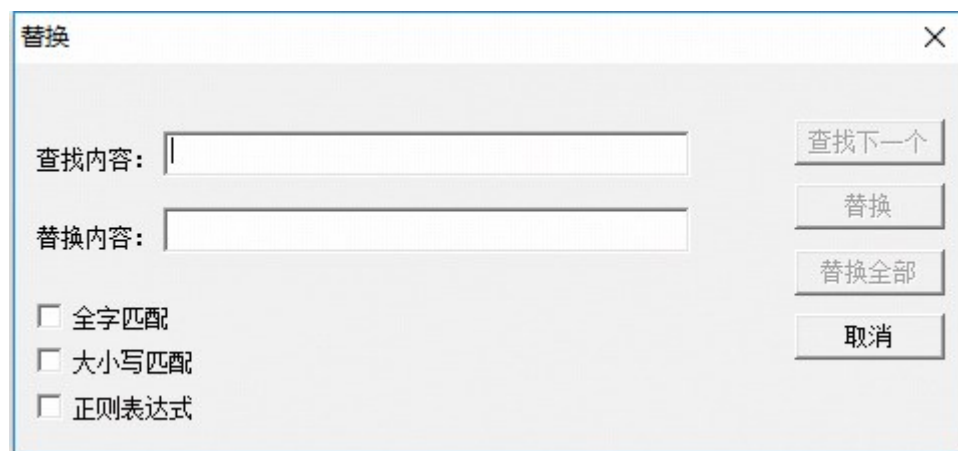 替换
查找内容：
查找下一个
替换内容：
替换
替换全部
取消
全字匹配
大小写匹配
正则表达式